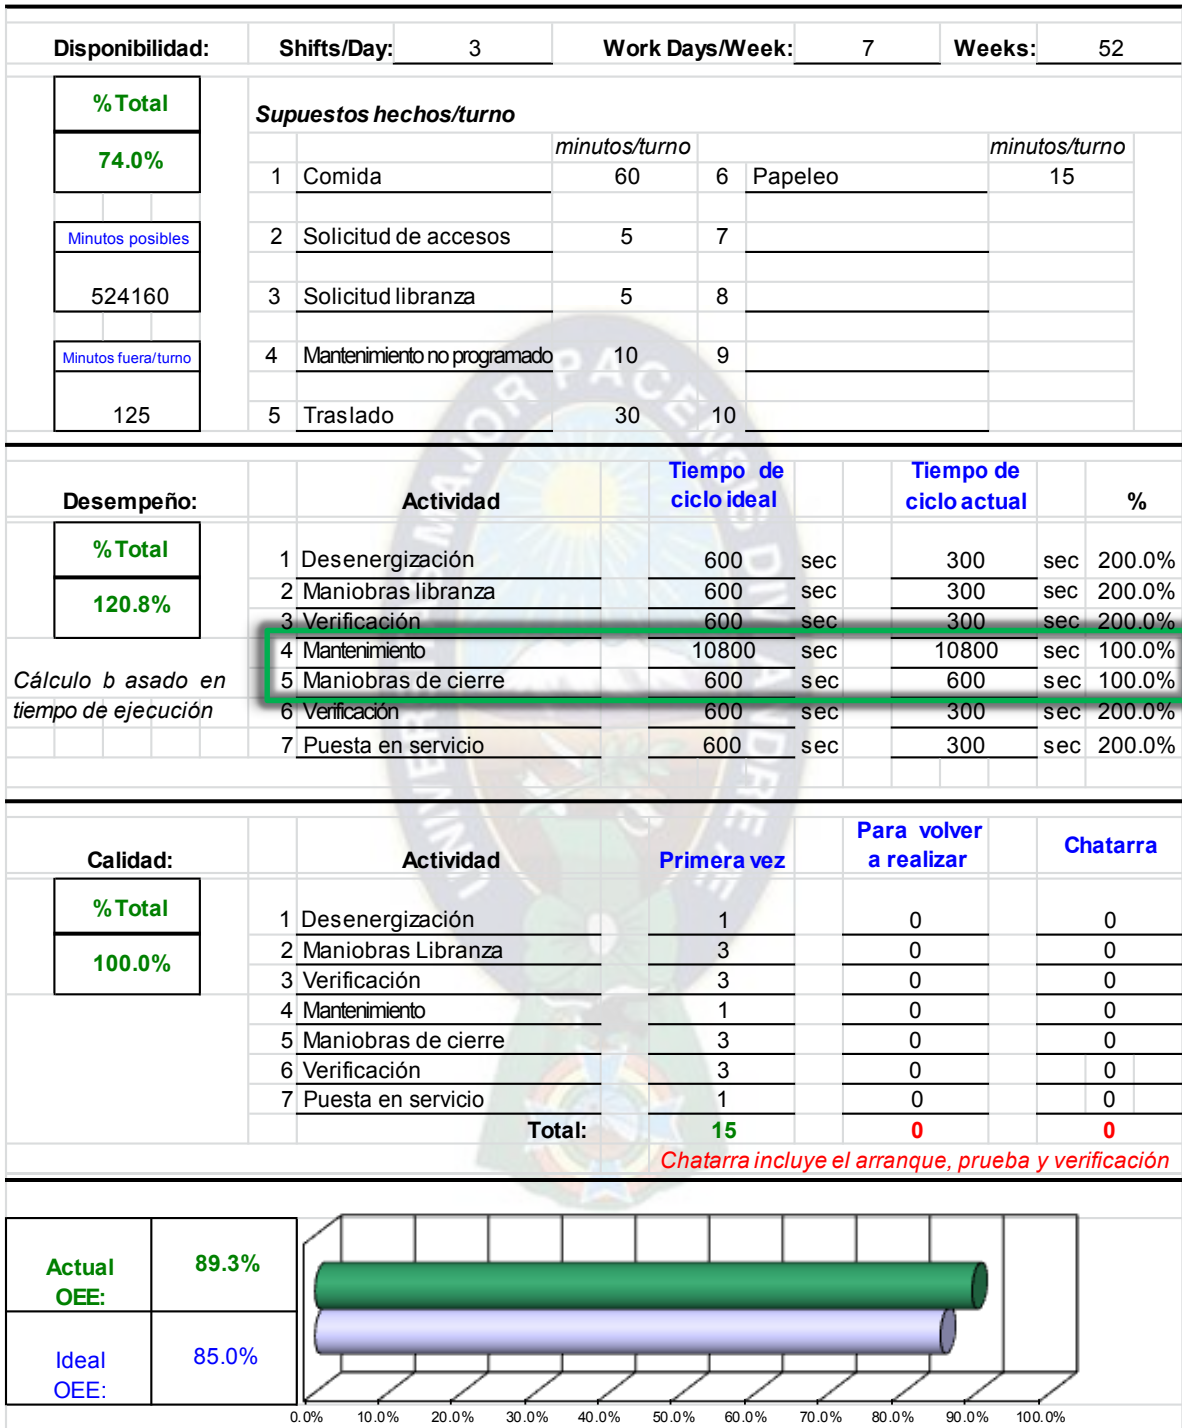 Disponibilidad: Shifts/Day: 3 Work Days/Week: 7 Weeks: 52
% Total
Supuestos hechos/turno
74.0%
minutos/turno minutos/turno
1 Comida 60 6 Papeleo 15
Minutos posibles 2 Solicitud de accesos 5 7
524160 3 Solicitud libranza 5 8
Minutos fuera/turno 4 Mantenimiento no programado 10 9
125 5 Traslado 30 10
Desempeño: Actividad Tiempo de ciclo ideal Tiempo de ciclo actual %
% Total
1 Desenergización 600 sec 300 sec 200.0%
120.8%
2 Maniobras libranza 600 sec 300 sec 200.0%
3 Verificación 600 sec 300 sec 200.0%
4 Mantenimiento 10800 sec 10800 sec 100.0%
Cálculo b asado en
5 Maniobras de cierre 600 sec 600 sec 100.0%
tiempo de ejecución
6 Verificación 600 sec 300 sec 200.0%
7 Puesta en servicio 600 sec 300 sec 200.0%
Calidad: Actividad Primera vez Para volver a realizar Chatarra
% Total
1 Desenergización 1 0 0
100.0%
2 Maniobras Libranza 3 0 0
3 Verificación 3 0 0
4 Mantenimiento 1 0 0
5 Maniobras de cierre 3 0 0
6 Verificación 3 0 0
7 Puesta en servicio 1 0 0
Total: 15 0 0
Chatarra incluye el arranque, prueba y verificación
Actual OEE: 89.3%
Ideal OEE: 85.0%
0.0% 10.0% 20.0% 30.0% 40.0% 50.0% 60.0% 70.0% 80.0% 90.0% 100.0%